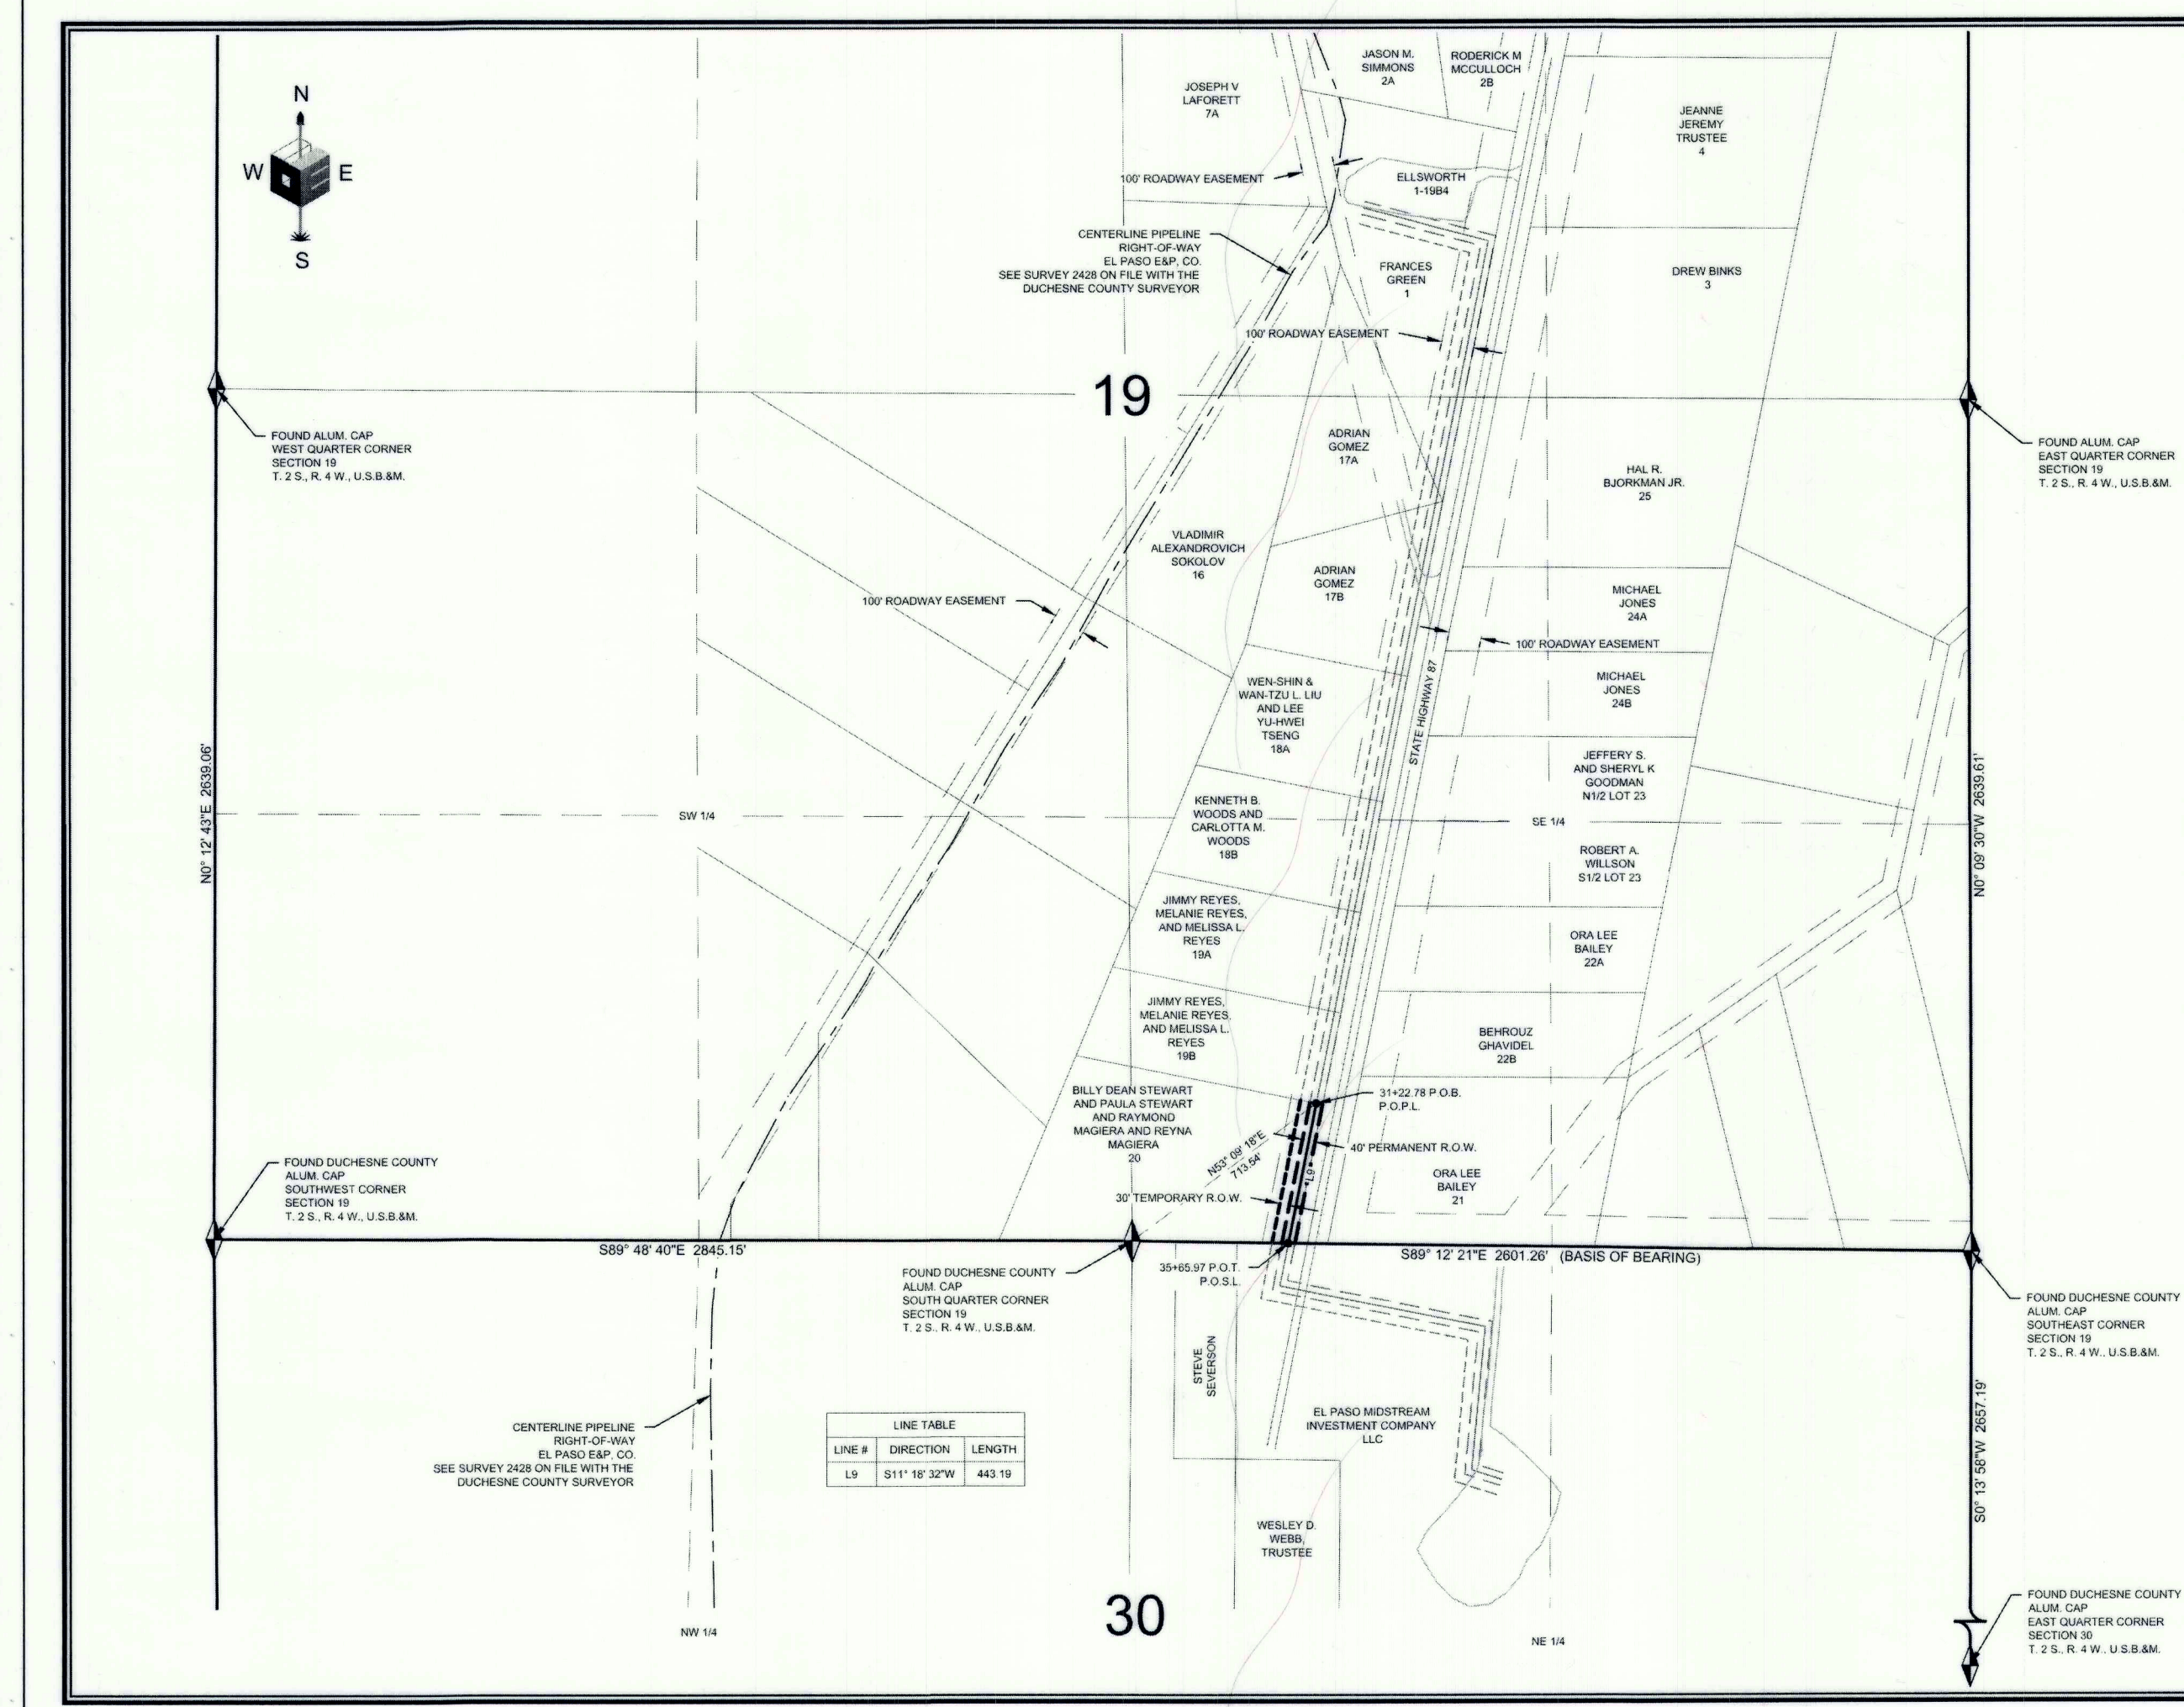 N
W
E
S
JOSEPH V
LAFORETT
7A
JASON M.
SIMMONS
2A
RODERICK M
MCCULLOCH
2B
JEANNE
JEREMY
TRUSTEE
4
100' ROADWAY EASEMENT
ELLSWORTH
1-19B4
CENTERLINE PIPELINE
RIGHT-OF-WAY
EL PASO E&P, CO.
SEE SURVEY 2428 ON FILE WITH THE
DUCHESNE COUNTY SURVEYOR
FRANCES
GREEN
1
DREW BINKS
3
100' ROADWAY EASEMENT
19
FOUND ALUM. CAP
WEST QUARTER CORNER
SECTION 19
T. 2 S., R. 4 W., U.S.B.&M.
ADRIAN
GOMEZ
17A
HAL R.
BJORKMAN JR.
25
FOUND ALUM. CAP
EAST QUARTER CORNER
SECTION 19
T. 2 S., R. 4 W., U.S.B.&M.
VLADIMIR
ALEXANDROVICH
SOKOLOV
16
ADRIAN
GOMEZ
17B
100' ROADWAY EASEMENT
MICHAEL
JONES
24A
100' ROADWAY EASEMENT
WEN-SHIN &
WAN-TZU L. LIU
AND LEE
YU-HWEI
TSENG
18A
STATE HIGHWAY 87
MICHAEL
JONES
24B
N0° 12' 43"E 2639.06'
JEFFERY S.
AND SHERYL K
GOODMAN
N1/2 LOT 23
N0° 09' 30"W 2639.61'
SW 1/4
KENNETH B.
WOODS AND
CARLOTTA M.
WOODS
18B
SE 1/4
ROBERT A.
WILLSON
S1/2 LOT 23
JIMMY REYES,
MELANIE REYES,
AND MELISSA L.
REYES
19A
ORA LEE
BAILEY
22A
JIMMY REYES,
MELANIE REYES,
AND MELISSA L.
REYES
19B
BEHROUZ
GHAVIDEL
22B
BILLY DEAN STEWART
AND PAULA STEWART
AND RAYMOND
MAGIERA AND REYNA
MAGIERA
20
31+22.78 P.O.B.
P.O.P.L.
N53° 09' 18"E
713.54'
40' PERMANENT R.O.W.
"L9"
30' TEMPORARY R.O.W.
ORA LEE
BAILEY
21
FOUND DUCHESNE COUNTY
ALUM. CAP
SOUTHWEST CORNER
SECTION 19
T. 2 S., R. 4 W., U.S.B.&M.
S89° 48' 40"E 2845.15'
S89° 12' 21"E 2601.26' (BASIS OF BEARING)
FOUND DUCHESNE COUNTY
ALUM. CAP
SOUTH QUARTER CORNER
SECTION 19
T. 2 S., R. 4 W., U.S.B.&M.
35+65.97 P.O.T.
P.O.S.L.
FOUND DUCHESNE COUNTY
ALUM. CAP
SOUTHEAST CORNER
SECTION 19
T. 2 S., R. 4 W., U.S.B.&M.
STEVE
SEVERSON
S0° 13' 58"W 2657.19'
CENTERLINE PIPELINE
RIGHT-OF-WAY
EL PASO E&P, CO.
SEE SURVEY 2428 ON FILE WITH THE
DUCHESNE COUNTY SURVEYOR
LINE TABLE
LINE # DIRECTION LENGTH
L9 S11° 18' 32"W 443.19
EL PASO MIDSTREAM
INVESTMENT COMPANY
LLC
WESLEY D.
WEBB,
TRUSTEE
30
NW 1/4
NE 1/4
FOUND DUCHESNE COUNTY
ALUM. CAP
EAST QUARTER CORNER
SECTION 30
T. 2 S., R. 4 W., U.S.B.&M.